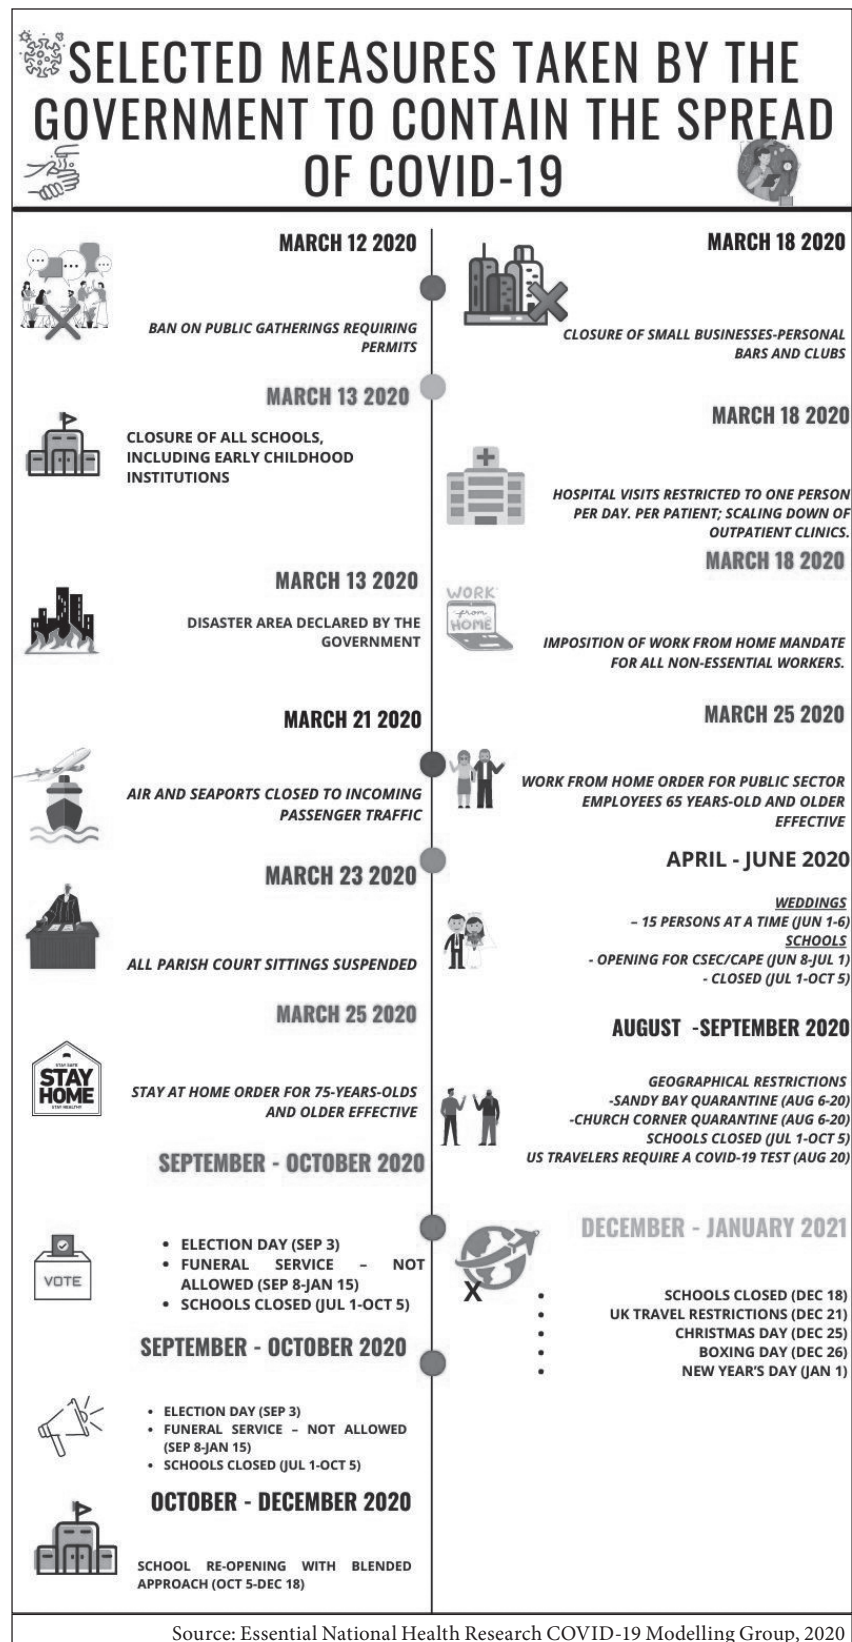 SELECTED MEASURES TAKEN BY THE
GOVERNMENT TO CONTAIN THE SPREAD
OF COVID-19
MARCH 12 2020
BAN ON PUBLIC GATHERINGS REQUIRING
PERMITS
MARCH 13 2020
CLOSURE OF ALL SCHOOLS,
INCLUDING EARLY CHILDHOOD
INSTITUTIONS
MARCH 13 2020
DISASTER AREA DECLARED BY THE
GOVERNMENT
MARCH 21 2020
AIR AND SEAPORTS CLOSED TO INCOMING
PASSENGER TRAFFIC
MARCH 23 2020
ALL PARISH COURT SITTINGS SUSPENDED
MARCH 25 2020
STAY SAFE
STAY
HOME
STAY HEALTHY
STAY AT HOME ORDER FOR 75-YEARS-OLDS
AND OLDER EFFECTIVE
SEPTEMBER - OCTOBER 2020
VOTE
• ELECTION DAY (SEP 3)
• FUNERAL SERVICE – NOT
ALLOWED (SEP 8-JAN 15)
• SCHOOLS CLOSED (JUL 1-OCT 5)
SEPTEMBER - OCTOBER 2020
• ELECTION DAY (SEP 3)
• FUNERAL SERVICE – NOT ALLOWED
(SEP 8-JAN 15)
• SCHOOLS CLOSED (JUL 1-OCT 5)
OCTOBER - DECEMBER 2020
SCHOOL RE-OPENING WITH BLENDED
APPROACH (OCT 5-DEC 18)
MARCH 18 2020
CLOSURE OF SMALL BUSINESSES-PERSONAL
BARS AND CLUBS
MARCH 18 2020
HOSPITAL VISITS RESTRICTED TO ONE PERSON
PER DAY. PER PATIENT; SCALING DOWN OF
OUTPATIENT CLINICS.
MARCH 18 2020
WORK
from
HOME
IMPOSITION OF WORK FROM HOME MANDATE
FOR ALL NON-ESSENTIAL WORKERS.
MARCH 25 2020
WORK FROM HOME ORDER FOR PUBLIC SECTOR
EMPLOYEES 65 YEARS-OLD AND OLDER
EFFECTIVE
APRIL - JUNE 2020
WEDDINGS
– 15 PERSONS AT A TIME (JUN 1-6)
SCHOOLS
- OPENING FOR CSEC/CAPE (JUN 8-JUL 1)
- CLOSED (JUL 1-OCT 5)
AUGUST -SEPTEMBER 2020
GEOGRAPHICAL RESTRICTIONS
-SANDY BAY QUARANTINE (AUG 6-20)
-CHURCH CORNER QUARANTINE (AUG 6-20)
SCHOOLS CLOSED (JUL 1-OCT 5)
US TRAVELERS REQUIRE A COVID-19 TEST (AUG 20)
DECEMBER - JANUARY 2021
X
• SCHOOLS CLOSED (DEC 18)
• UK TRAVEL RESTRICTIONS (DEC 21)
• CHRISTMAS DAY (DEC 25)
• BOXING DAY (DEC 26)
• NEW YEAR'S DAY (JAN 1)
Source: Essential National Health Research COVID-19 Modelling Group, 2020